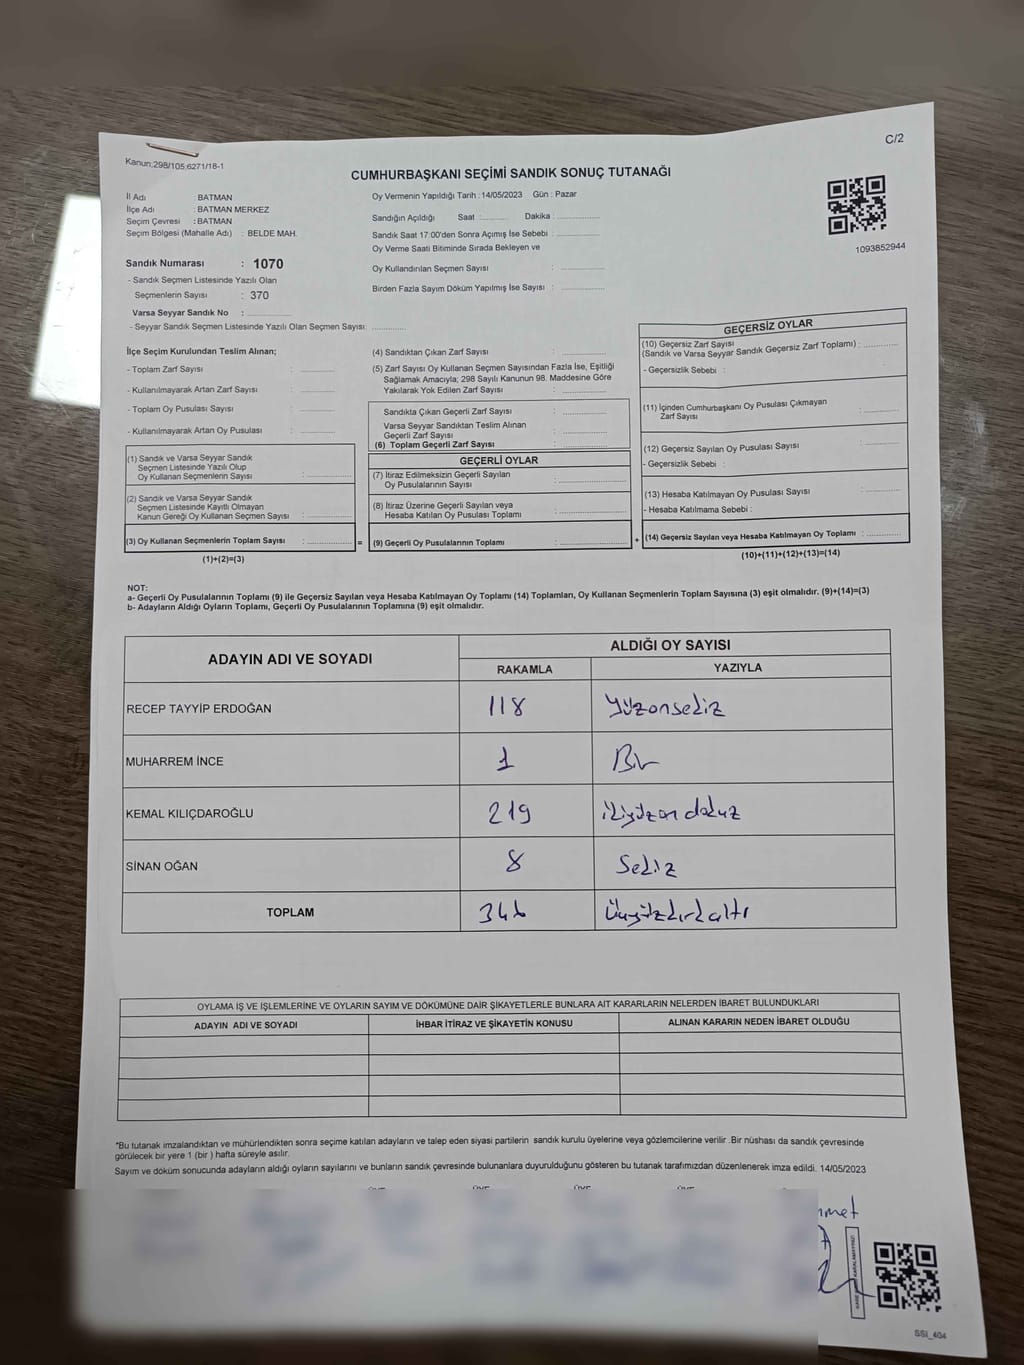 C/2
Kanun;298/105;6271/18-1
CUMHURBAŞKANI SEÇİMİ SANDIK SONUÇ TUTANAĞI
İl Adı : BATMAN
İlçe Adı : BATMAN MERKEZ
Seçim Çevresi : BATMAN
Seçim Bölgesi (Mahalle Adı) : BELDE MAH.
Sandık Numarası : 1070
- Sandık Seçmen Listesinde Yazılı Olan
Seçmenlerin Sayısı : 370
Varsa Seyyar Sandık No :
- Seyyar Sandık Seçmen Listesinde Yazılı Olan Seçmen Sayısı:
Oy Vermenin Yapıldığı Tarih : 14/05/2023 Gün : Pazar
Sandığın Açıldığı Saat : Dakika :
Sandık Saat 17:00'den Sonra Açımış İse Sebebi :
Oy Verme Saati Bitiminde Sırada Bekleyen ve
Oy Kullandırılan Seçmen Sayısı :
Birden Fazla Sayım Döküm Yapılmış İse Sayısı :
1093852944
İlçe Seçim Kurulundan Teslim Alınan;
- Toplam Zarf Sayısı :
- Kullanılmayarak Artan Zarf Sayısı :
- Toplam Oy Pusulası Sayısı :
- Kullanılmayarak Artan Oy Pusulası :
(1) Sandık ve Varsa Seyyar Sandık
Seçmen Listesinde Yazılı Olup
Oy Kullanan Seçmenlerin Sayısı :
(2) Sandık ve Varsa Seyyar Sandık
Seçmen Listesinde Kayıtlı Olmayan
Kanun Gereği Oy Kullanan Seçmen Sayısı :
(3) Oy Kullanan Seçmenlerin Toplam Sayısı : =
(1)+(2)=(3)
(4) Sandıktan Çıkan Zarf Sayısı :
(5) Zarf Sayısı Oy Kullanan Seçmen Sayısından Fazla İse, Eşitliği
Sağlamak Amacıyla; 298 Sayılı Kanunun 98. Maddesine Göre
Yakılarak Yok Edilen Zarf Sayısı :
Sandıkta Çıkan Geçerli Zarf Sayısı :
Varsa Seyyar Sandıktan Teslim Alınan
Geçerli Zarf Sayısı :
(6) Toplam Geçerli Zarf Sayısı :
GEÇERLİ OYLAR
(7) İtiraz Edilmeksizin Geçerli Sayılan
Oy Pusulalarının Sayısı :
(8) İtiraz Üzerine Geçerli Sayılan veya
Hesaba Katılan Oy Pusulası Toplamı :
(9) Geçerli Oy Pusulalarının Toplamı : +
GEÇERSİZ OYLAR
(10) Geçersiz Zarf Sayısı
(Sandık ve Varsa Seyyar Sandık Geçersiz Zarf Toplamı) :
- Geçersizlik Sebebi :
(11) İçinden Cumhurbaşkanı Oy Pusulası Çıkmayan
Zarf Sayısı :
(12) Geçersiz Sayılan Oy Pusulası Sayısı :
- Geçersizlik Sebebi :
(13) Hesaba Katılmayan Oy Pusulası Sayısı :
- Hesaba Katılmama Sebebi :
(14) Geçersiz Sayılan veya Hesaba Katılmayan Oy Toplamı :
(10)+(11)+(12)+(13)=(14)
NOT:
a- Geçerli Oy Pusulalarının Toplamı (9) ile Geçersiz Sayılan veya Hesaba Katılmayan Oy Toplamı (14) Toplamları, Oy Kullanan Seçmenlerin Toplam Sayısına (3) eşit olmalıdır. (9)+(14)=(3)
b- Adayların Aldığı Oyların Toplamı, Geçerli Oy Pusulalarının Toplamına (9) eşit olmalıdır.
ADAYIN ADI VE SOYADI ALDIĞI OY SAYISI
RAKAMLA YAZIYLA
RECEP TAYYİP ERDOĞAN 118 Yüzonsekiz
MUHARREM İNCE 1 Bir
KEMAL KILIÇDAROĞLU 219 ikiyüzon dokuz
SİNAN OĞAN 8 Sekiz
TOPLAM 346 Üçyüzkırkaltı
OYLAMA İŞ VE İŞLEMLERİNE VE OYLARIN SAYIM VE DÖKÜMÜNE DAİR ŞİKAYETLERLE BUNLARA AİT KARARLARIN NELERDEN İBARET BULUNDUKLARI
ADAYIN ADI VE SOYADI İHBAR İTİRAZ VE ŞİKAYETİN KONUSU ALINAN KARARIN NEDEN İBARET OLDUĞU
*Bu tutanak imzalandıktan ve mühürlendikten sonra seçime katılan adayların ve talep eden siyasi partilerin sandık kurulu üyelerine veya gözlemcilerine verilir .Bir nüshası da sandık çevresinde
görülecek bir yere 1 (bir ) hafta süreyle asılır.
Sayım ve döküm sonucunda adayların aldığı oyların sayılarını ve bunların sandık çevresinde bulunanlara duyurulduğunu gösteren bu tutanak tarafımızdan düzenlenerek imza edildi. 14/05/2023
ÜYE ÜYE ÜYE ÜYE
SSİ_404